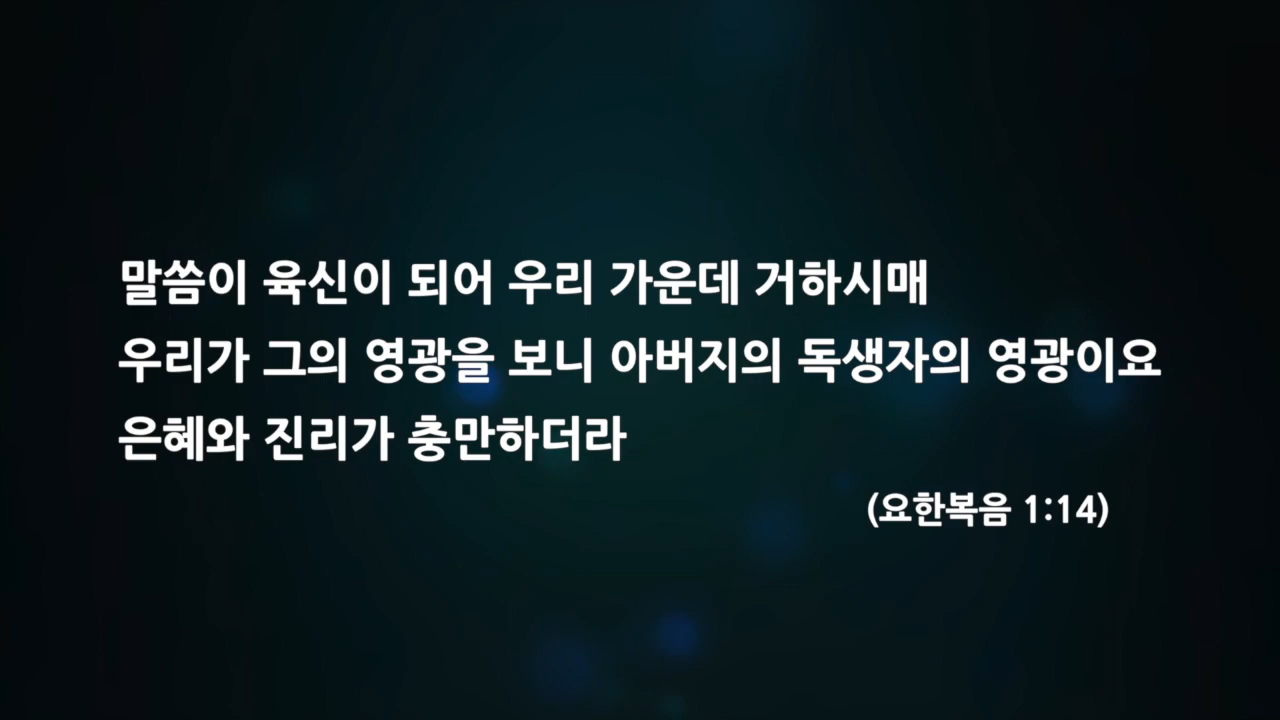 말씀이 육신이 되어 우리 가운데 거하시매
우리가 그의 영광을 보니 아버지의 독생자의 영광이요
은혜와 진리가 충만하더라
(요한복음 1:14)